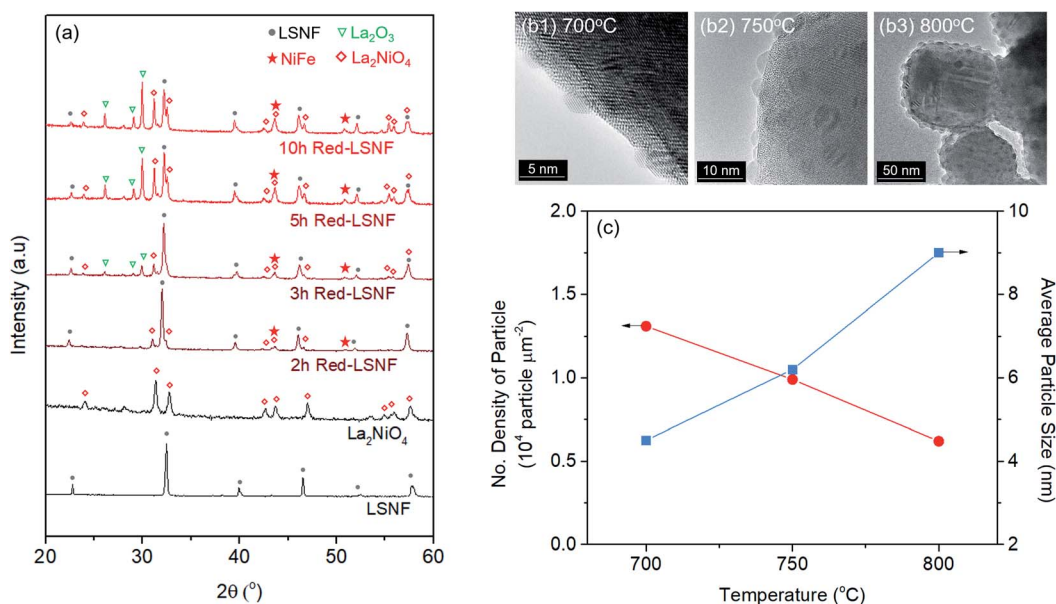 (a)
LSNF
La₂O₃
NiFe
La₂NiO₄
10h Red-LSNF
5h Red-LSNF
3h Red-LSNF
2h Red-LSNF
La₂NiO₄
LSNF
Intensity (a.u)
20 30 40 50 60
2θ (°)
(b1) 700°C
5 nm
b2) 750°C
10 nm
(b3) 800°C
50 nm
(c)
2.0
1.5
1.0
0.5
0.0
No. Density of Particle
(10⁴ particle μm⁻²)
10
8
6
4
2
Average Particle
Size (nm)
700 750 800
Temperature (°C)